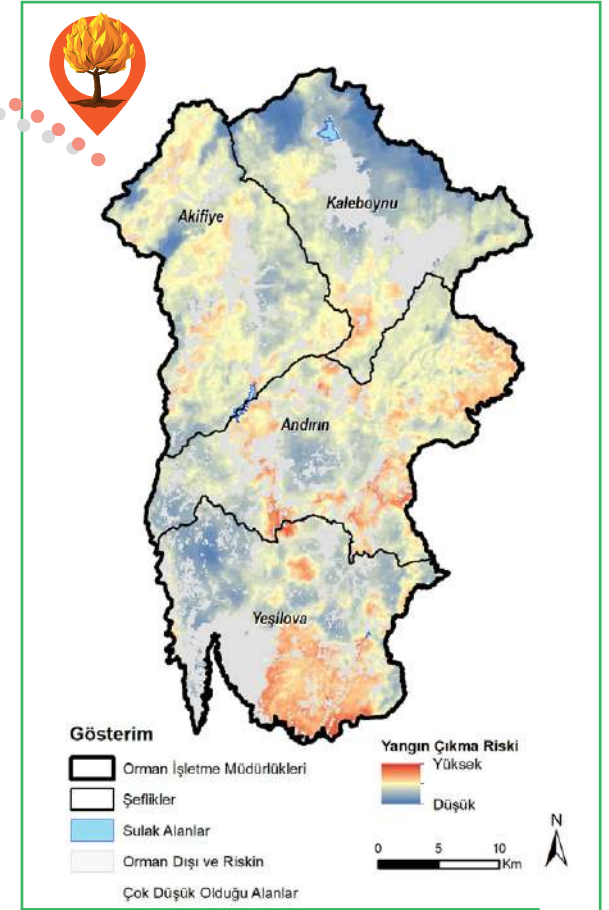 Akifiye
Kaleboynu
Andırın
Yeşilova
Gösterim
Orman İşletme Müdürlükleri
Şeflikler
Sulak Alanlar
Orman Dışı ve Riskin
Çok Düşük Olduğu Alanlar
Yangın Çıkma Riski
Yüksek
Düşük
N
0 5 10
Km